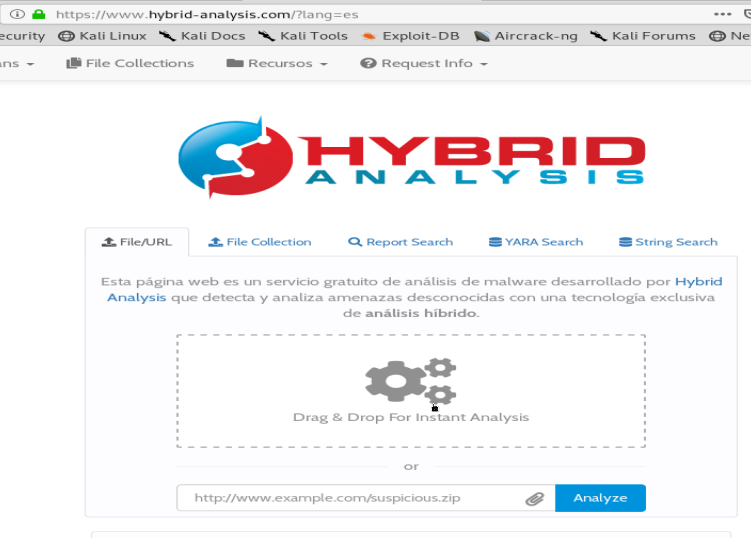 https://www.hybrid-analysis.com/?lang=es
ecurity Kali Linux Kali Docs Kali Tools Exploit-DB Aircrack-ng Kali Forums Ne
ans File Collections Recursos Request Info
HYBRID
ANALYSIS
File/URL File Collection Report Search YARA Search String Search
Esta página web es un servicio gratuito de análisis de malware desarrollado por Hybrid
Analysis que detecta y analiza amenazas desconocidas con una tecnología exclusiva
de análisis híbrido.
Drag & Drop For Instant Analysis
or
http://www.example.com/suspicious.zip Analyze